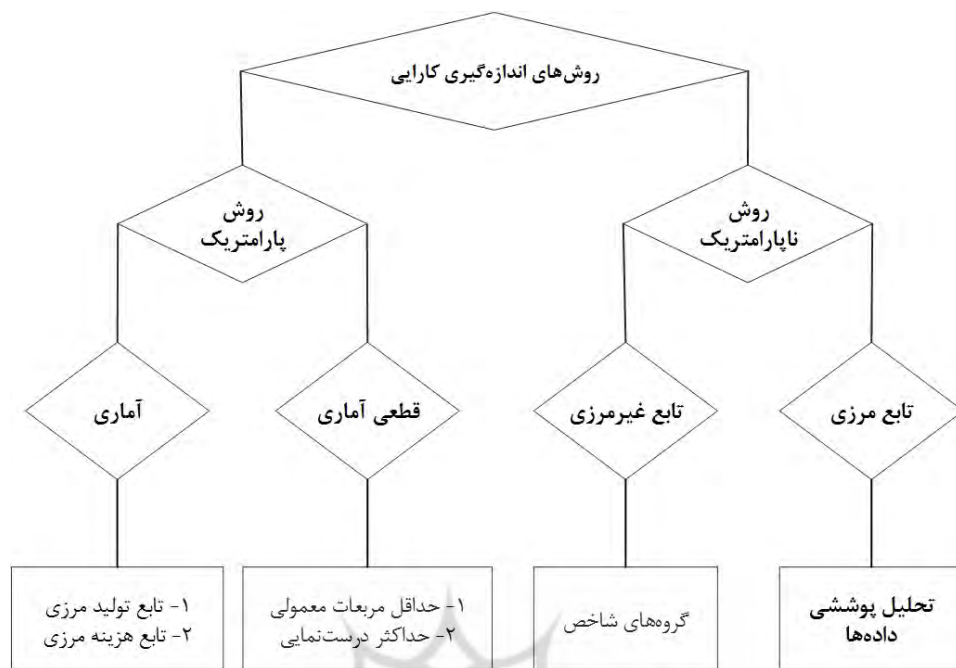 روش‌های اندازه‌گیری کارایی
روش
ناپارامتریک
روش
پارامتریک
تابع مرزی
تابع غیرمرزی
قطعی آماری
آماری
تحلیل پوششی
داده‌ها
گروه‌های شاخص
۱- حداقل مربعات معمولی
۲- حداکثر درست‌نمایی
۱- تابع تولید مرزی
۲- تابع هزینه مرزی